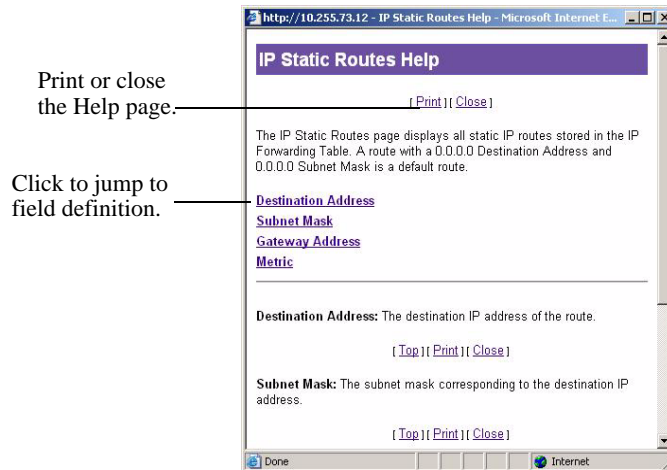 http://10.255.73.12 - IP Static Routes Help - Microsoft Internet E...
IP Static Routes Help
Print or close
the Help page.
[ Print ] [ Close ]
The IP Static Routes page displays all static IP routes stored in the IP
Forwarding Table. A route with a 0.0.0.0 Destination Address and
0.0.0.0 Subnet Mask is a default route.
Click to jump to
field definition.
Destination Address
Subnet Mask
Gateway Address
Metric
Destination Address: The destination IP address of the route.
[ Top ] [ Print ] [ Close ]
Subnet Mask: The subnet mask corresponding to the destination IP
address.
[ Top ] [ Print ] [ Close ]
Done
Internet